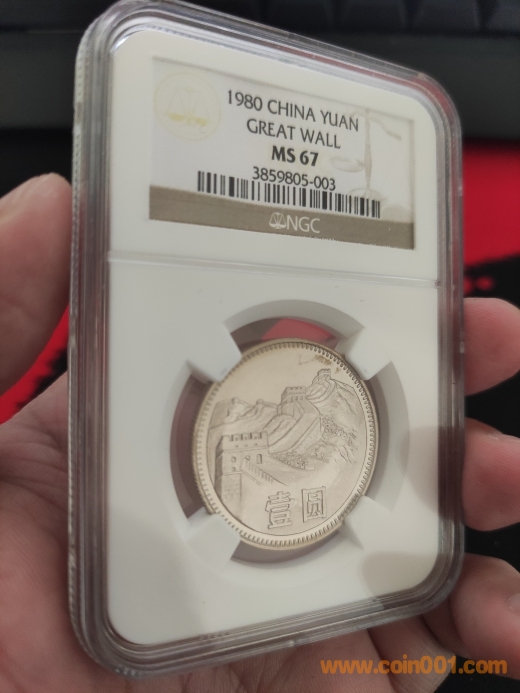 1980 CHINA YUAN
GREAT WALL
MS 67
3859805-003
NGC
壹圆
www.coin001.com